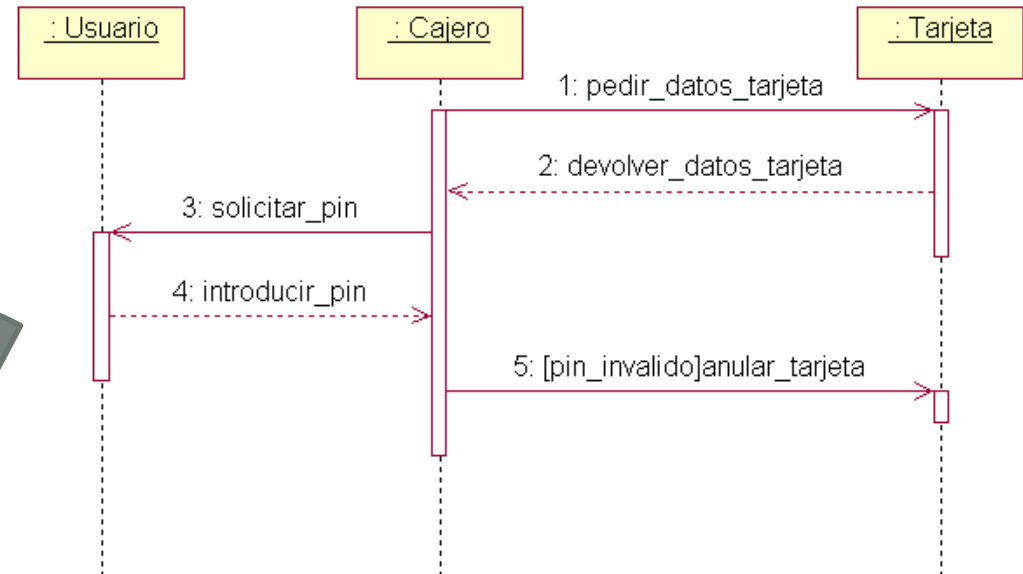 : Usuario
: Cajero
: Tarjeta
1: pedir_datos_tarjeta
2: devolver_datos_tarjeta
3: solicitar_pin
4: introducir_pin
5: [pin_invalido]anular_tarjeta